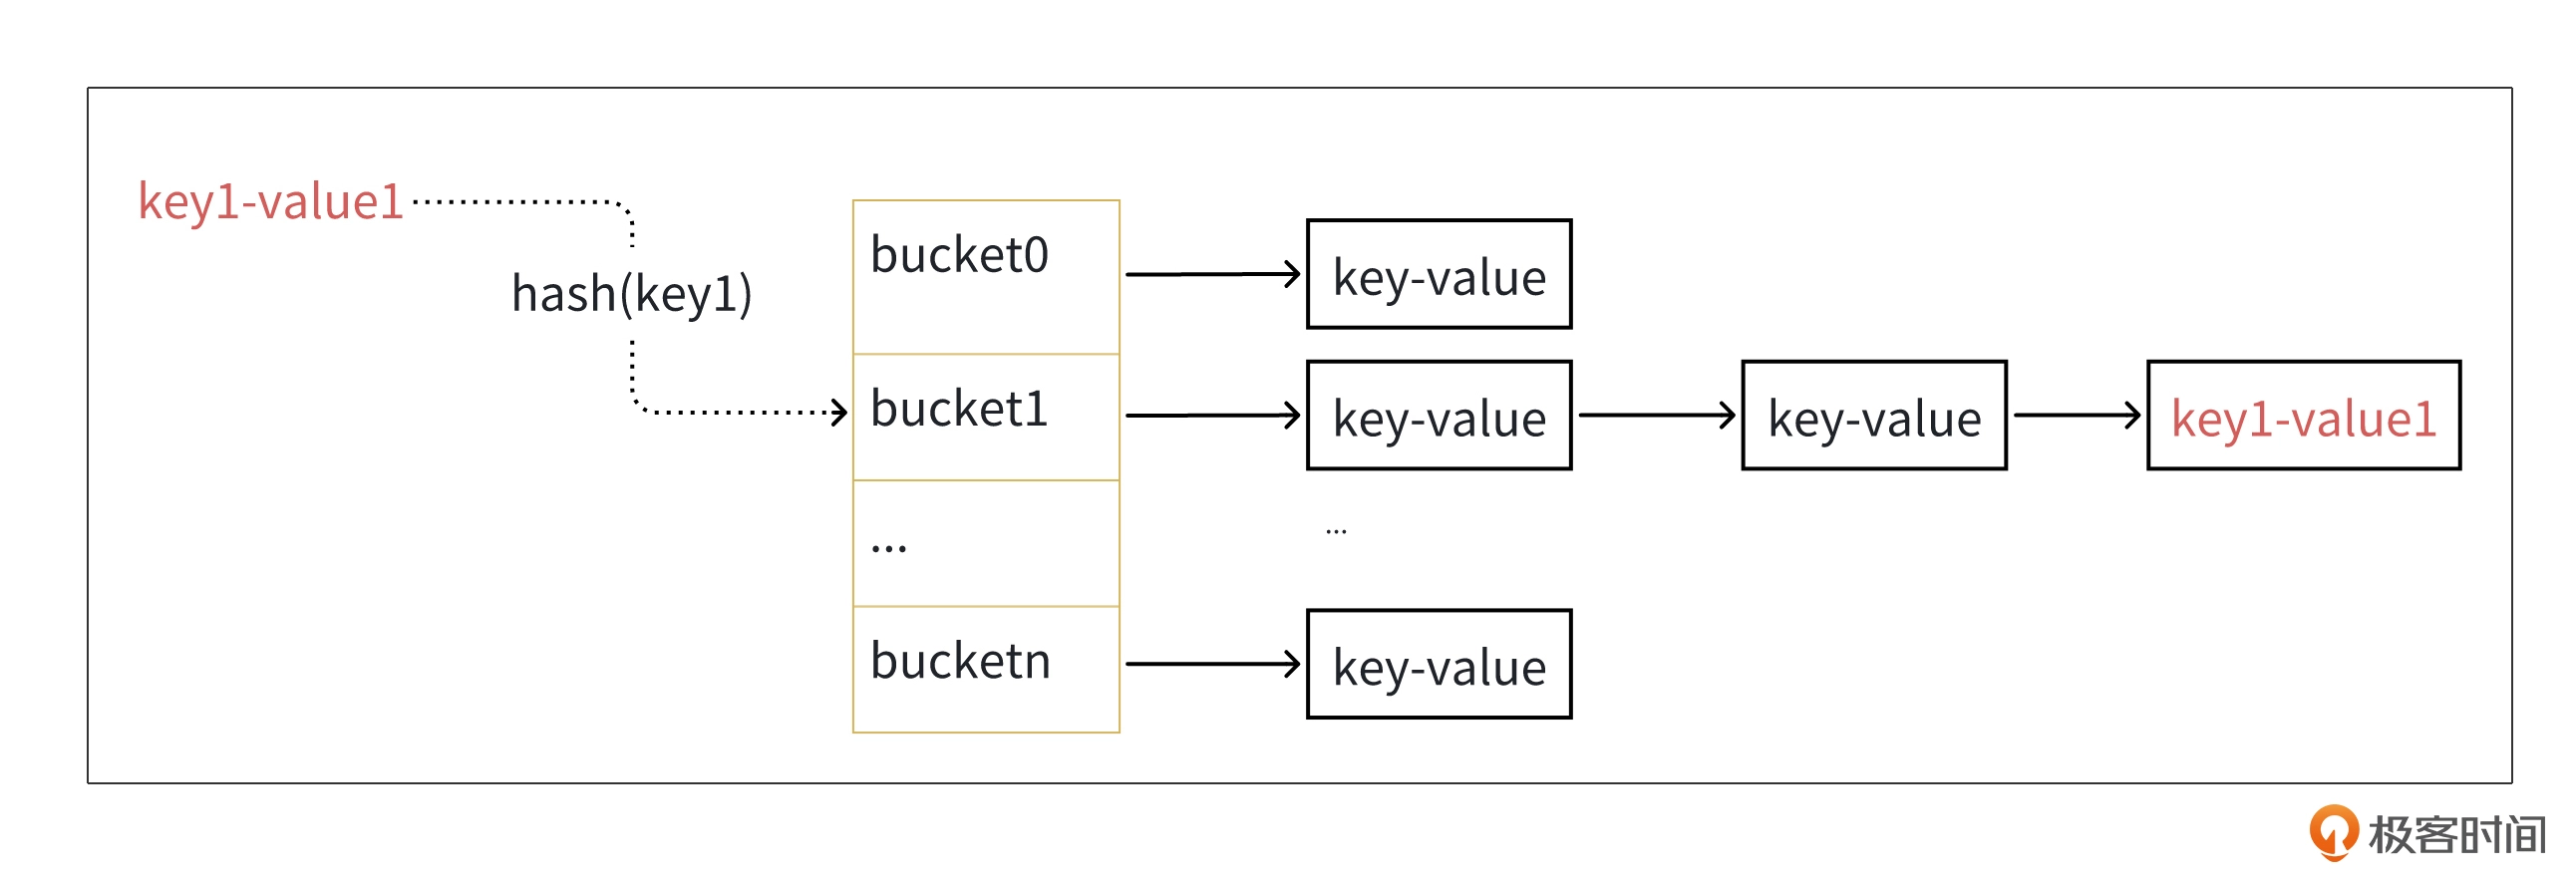 key1-value1
hash(key1)
bucket0
key-value
bucket1
key-value
key-value
key1-value1
...
...
bucketn
key-value
极客时间